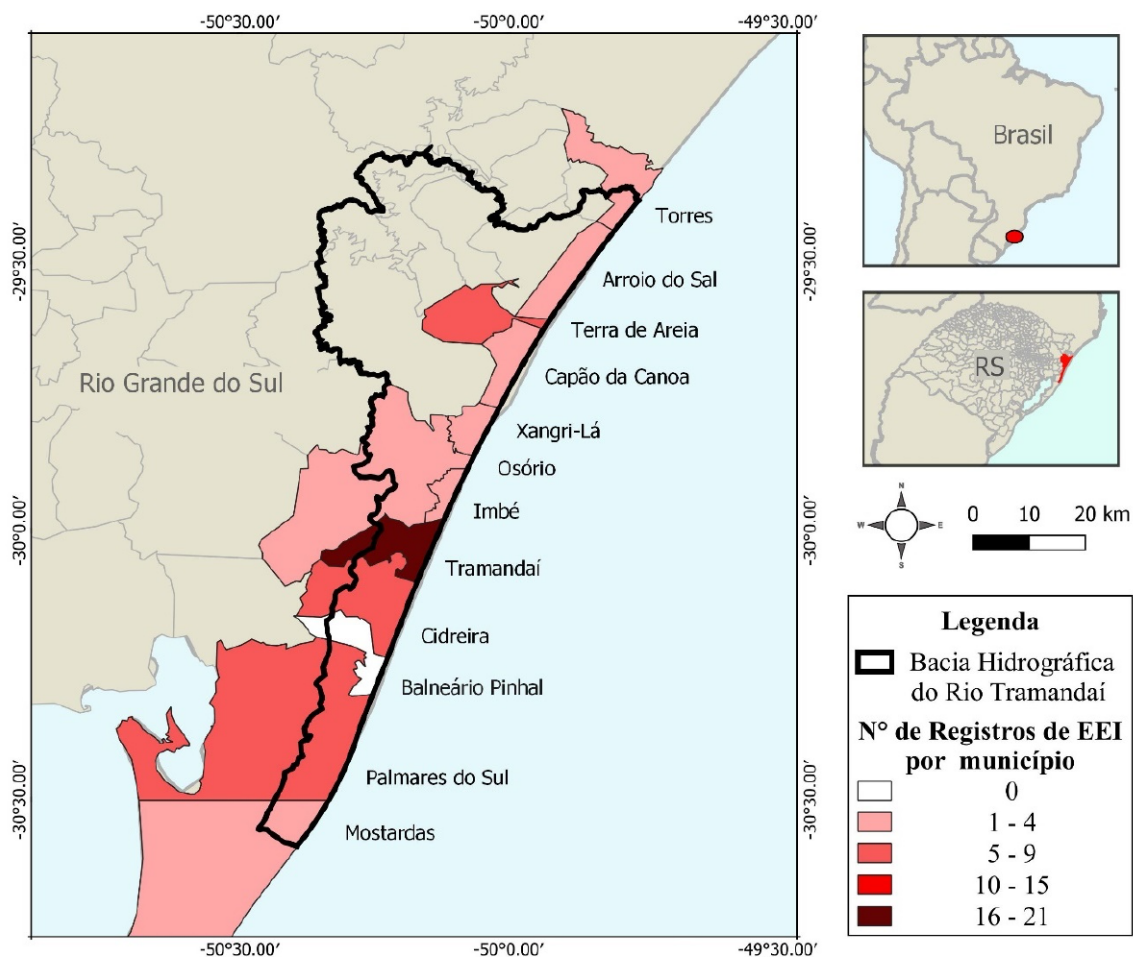 -50°30.00'
-50°0.00'
-49°30.00'
-29°30.00'
-30°0.00'
-30°30.00'
-29°30.00'
-30°0.00'
-30°30.00'
Rio Grande do Sul
Torres
Arroio do Sal
Terra de Areia
Capão da Canoa
Xangri-Lá
Osório
Imbé
Tramandaí
Cidreira
Balneário Pinhal
Palmares do Sul
Mostardas
-50°30.00'
-50°0.00'
-49°30.00'
Brasil
RS
N
W
E
S
0 10 20 km
Legenda
Bacia Hidrográfica
do Rio Tramandaí
N° de Registros de EEI
por município
0
1 - 4
5 - 9
10 - 15
16 - 21